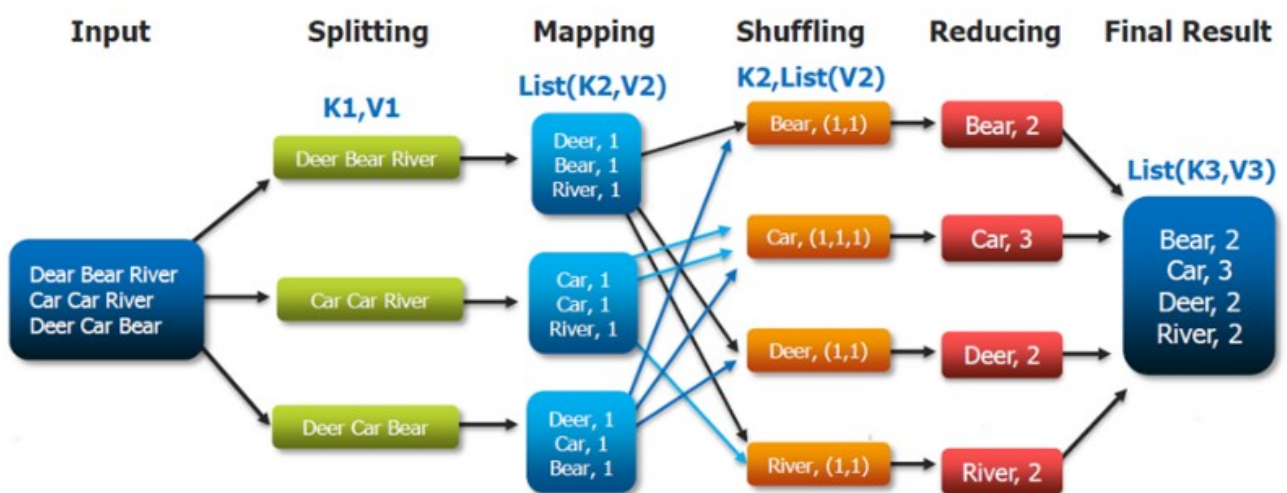 Input
Splitting
Mapping
Shuffling
Reducing
Final Result
K1,V1
List(K2,V2)
K2,List(V2)
List(K3,V3)
Dear Bear River
Car Car River
Deer Car Bear
Deer Bear River
Car Car River
Deer Car Bear
Deer, 1
Bear, 1
River, 1
Car, 1
Car, 1
River, 1
Deer, 1
Car, 1
Bear, 1
Bear, (1,1)
Car, (1,1,1)
Deer, (1,1)
River, (1,1)
Bear, 2
Car, 3
Deer, 2
River, 2
Bear, 2
Car, 3
Deer, 2
River, 2